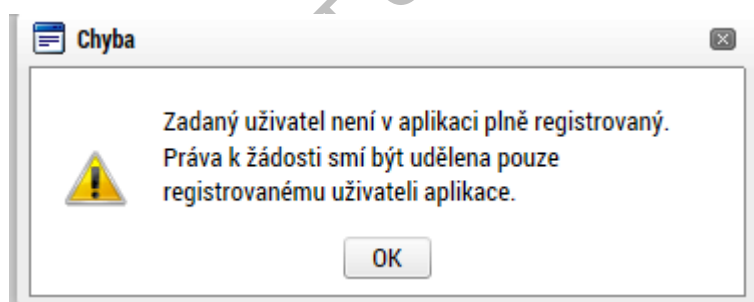 Chyba
Zadaný uživatel není v aplikaci plně registrovaný.
Práva k žádosti smí být udělena pouze
registrovanému uživateli aplikace.
OK